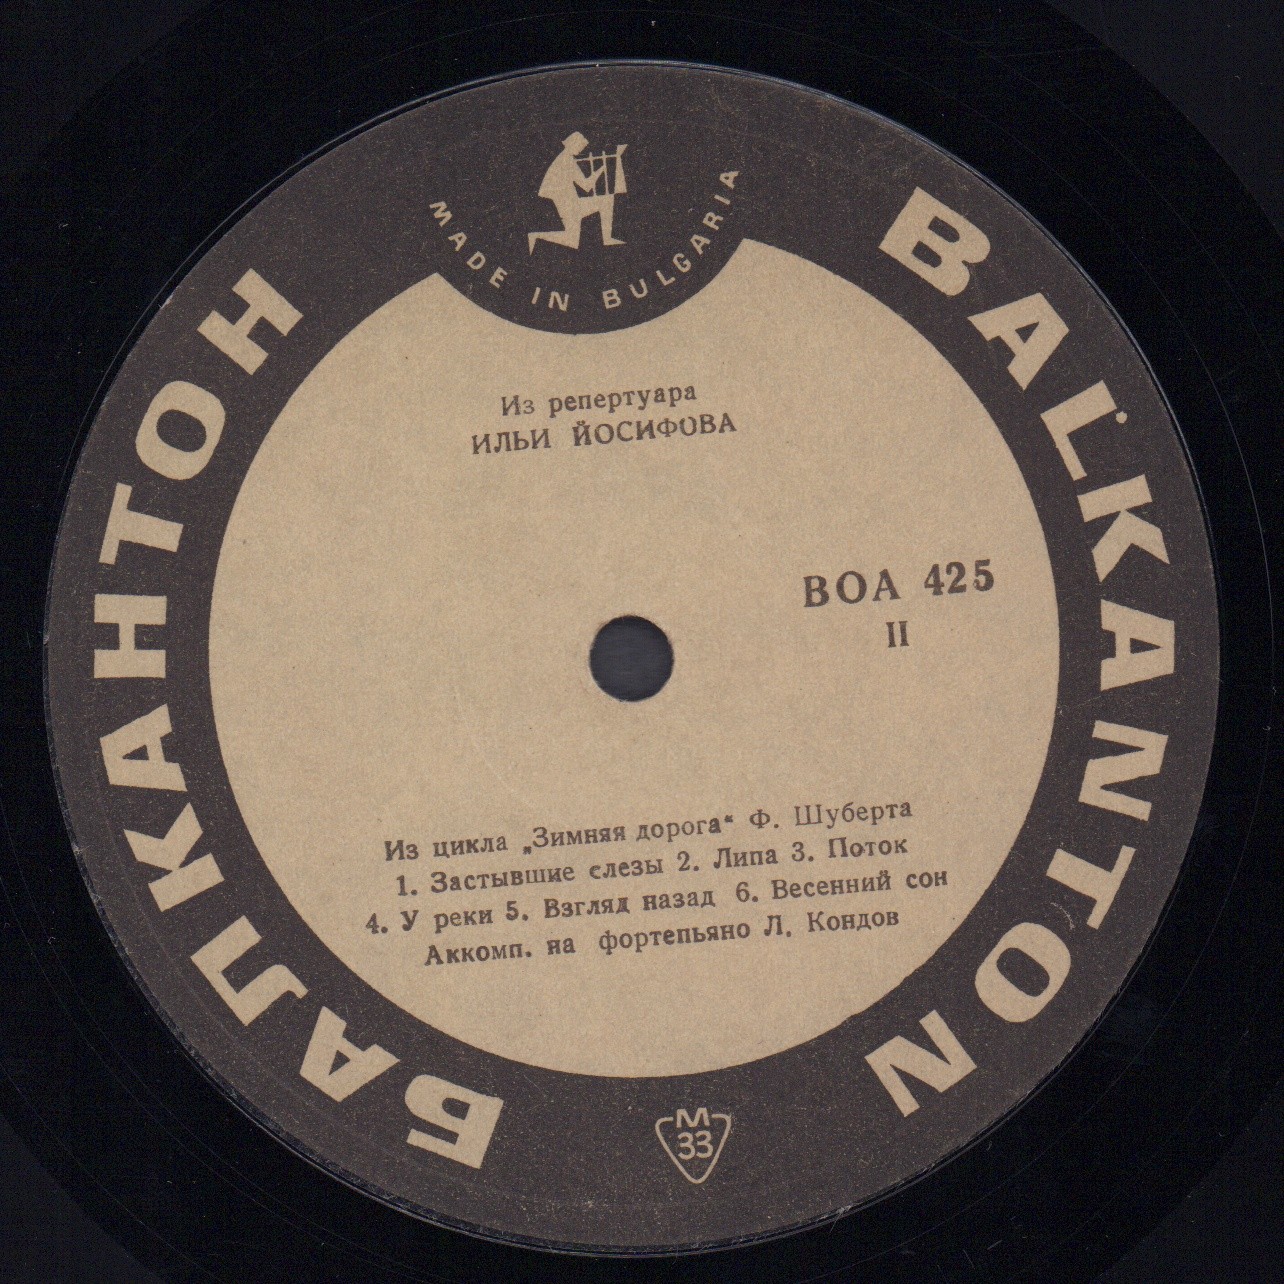 MADE IN BULGARIA
БАЛКАНТОН
BALKANTON
Из репертуара
ИЛЬИ ЙОСИФОВА
ВОА 425
II
Из цикла „Зимняя дорога“ Ф. Шуберта
1. Застывшие слезы 2. Липа 3. Поток
4. У реки 5. Взгляд назад 6. Весенний сон
Аккомп. на фортепьяно Л. Кондов
М
33